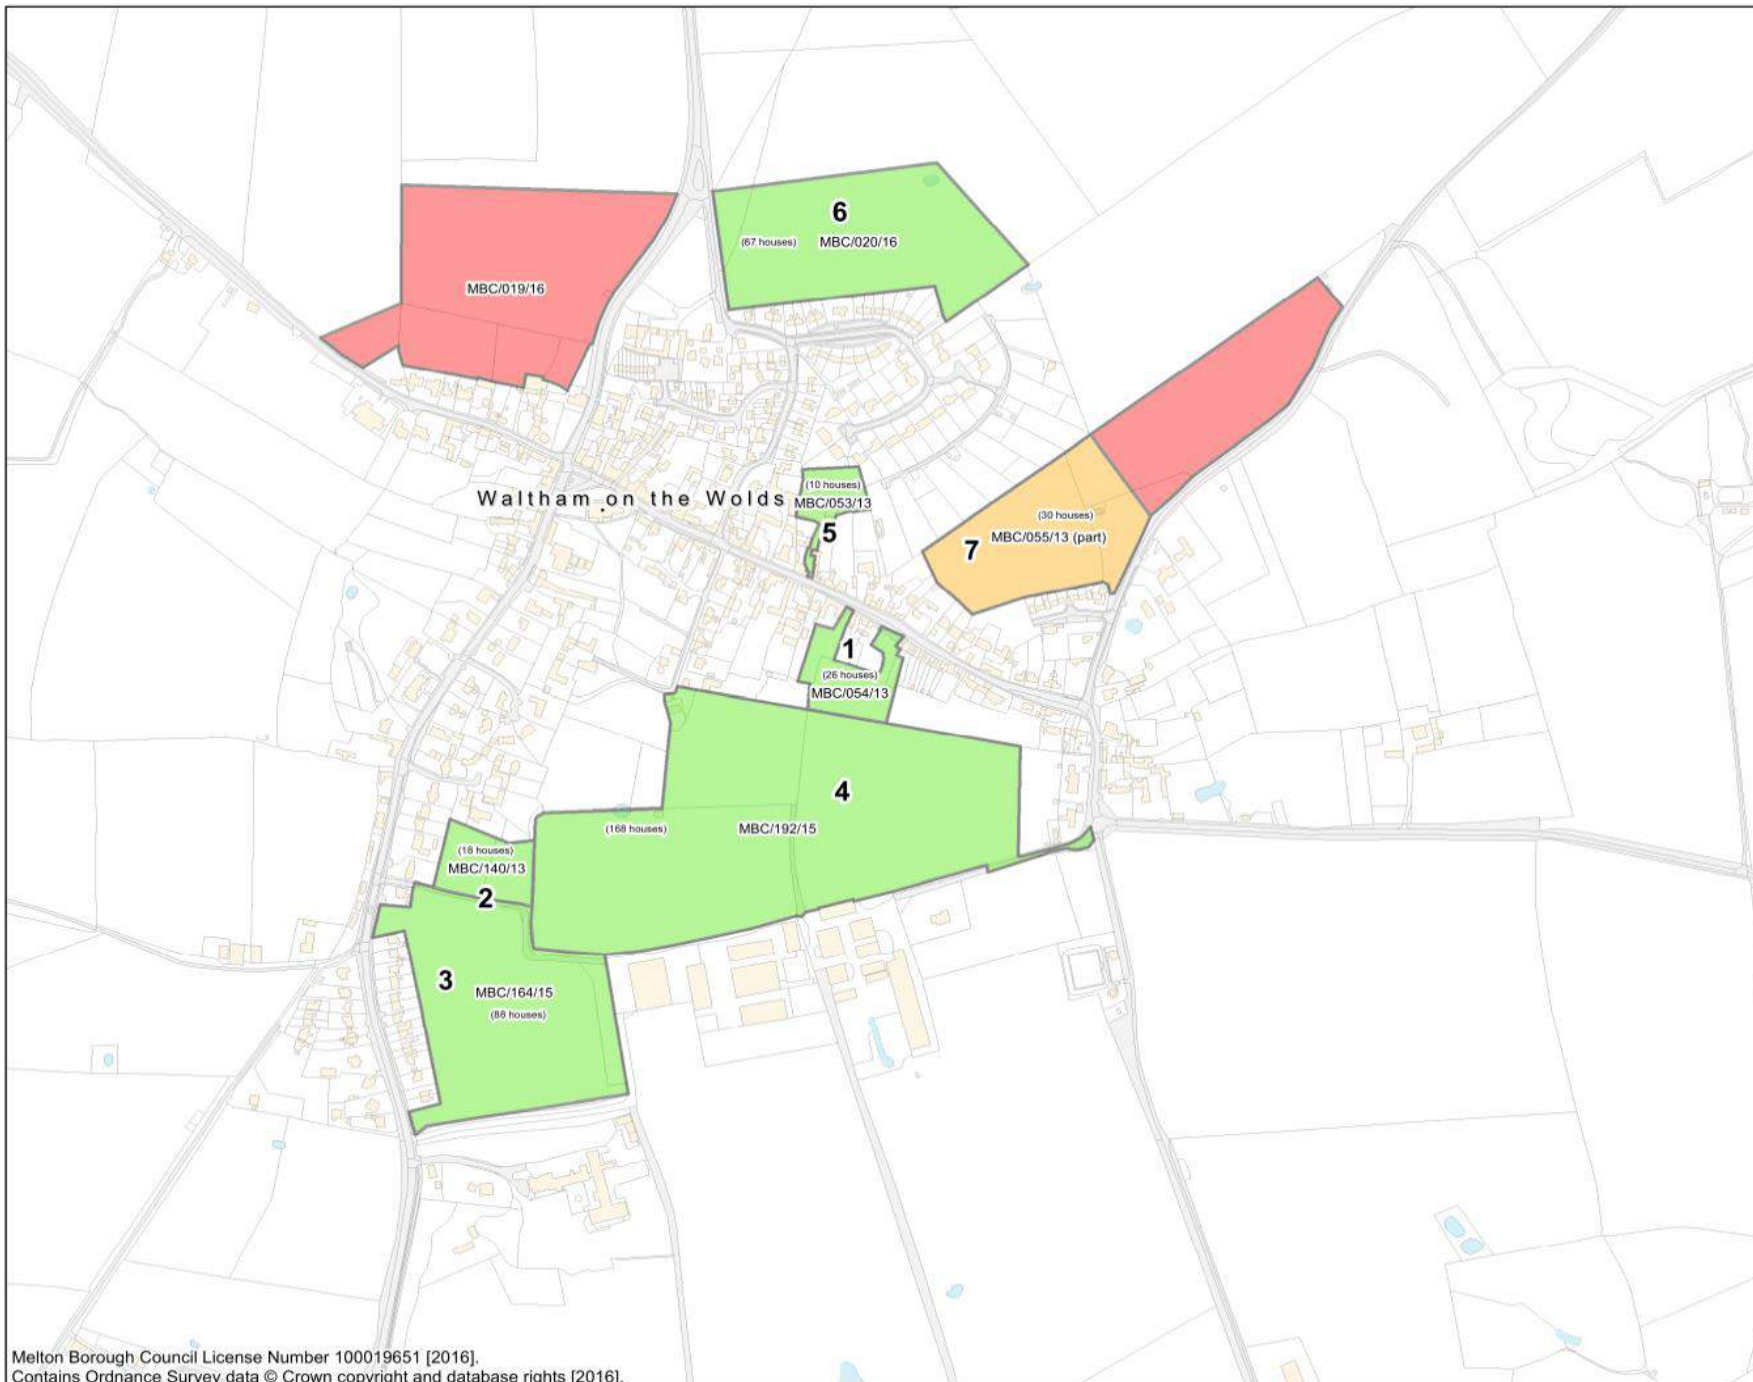 6
(67 houses) MBC/020/16
MBC/019/16
(10 houses)
Waltham on the Wolds
MBC/053/13
5
(30 houses)
7
MBC/055/13 (part)
1
(26 houses)
MBC/054/13
4
(168 houses)
MBC/192/15
(18 houses)
MBC/140/13
2
3
MBC/164/15
(88 houses)
Melton Borough Council License Number 100019651 [2016].
Contains Ordnance Survey data © Crown copyright and database rights [2016].